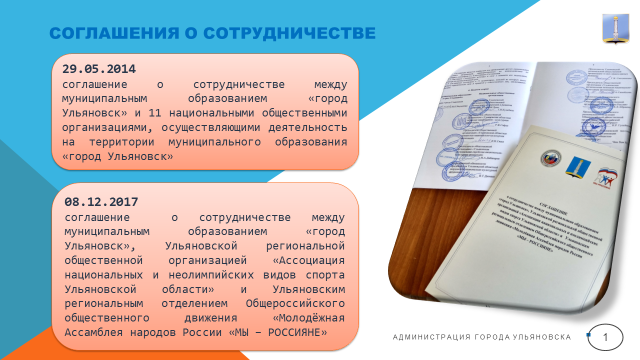 СОГЛАШЕНИЯ О СОТРУДНИЧЕСТВЕ
29.05.2014
соглашение о сотрудничестве между
муниципальным образованием «город
Ульяновск» и 11 национальными общественными
организациями, осуществляющими деятельность
на территории муниципального образования
«город Ульяновск»
08.12.2017
соглашение о сотрудничестве между
муниципальным образованием «город
Ульяновск», Ульяновской региональной
общественной организацией «Ассоциация
национальных и неолимпийских видов спорта
Ульяновской области» и Ульяновским
региональным отделением Общероссийского
общественного движения «Молодёжная
Ассамблея народов России «МЫ – РОССИЯНЕ»
СОГЛАШЕНИЕ
АДМИНИСТРАЦИЯ ГОРОДА УЛЬЯНОВСКА
1